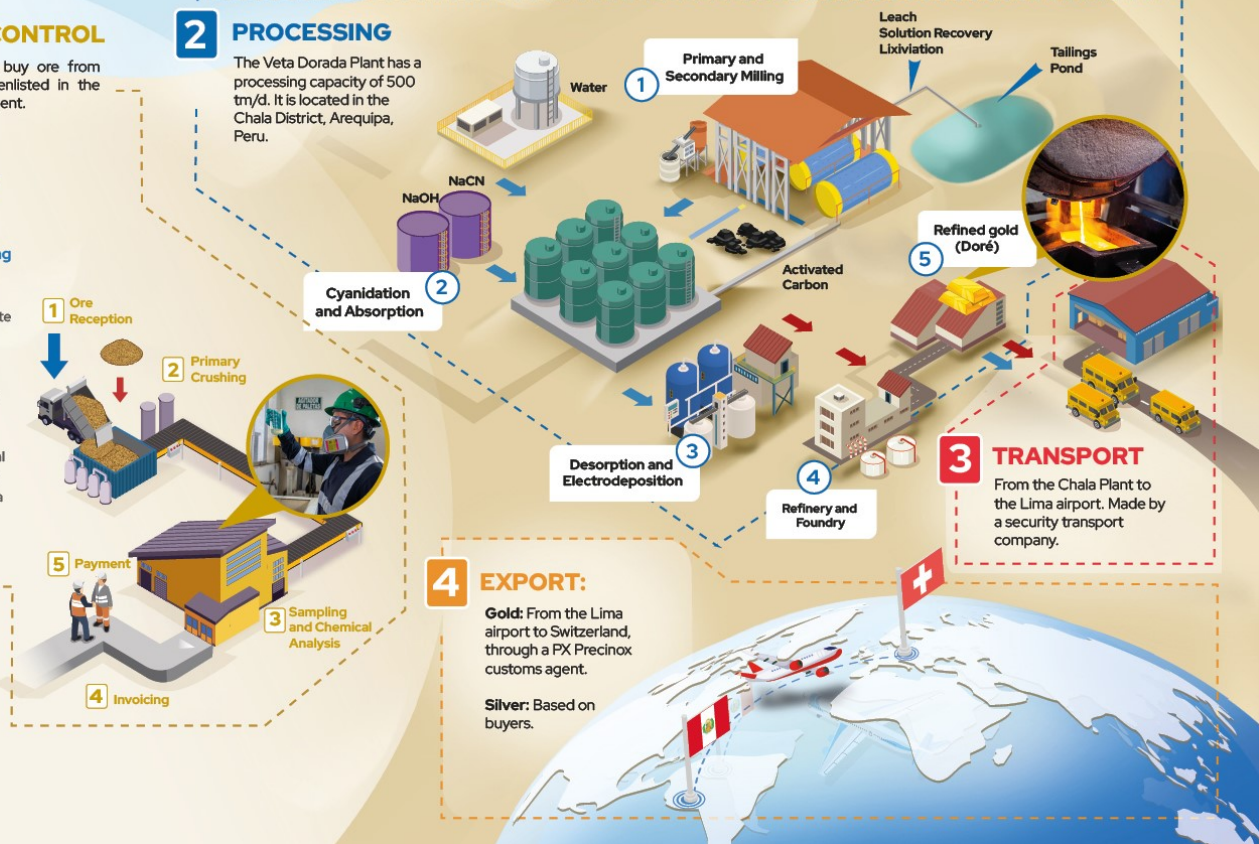 CONTROL
buy ore from
enlisted in the
ent.
2 PROCESSING
The Veta Dorada Plant has a
processing capacity of 500
tm/d. It is located in the
Chala District, Arequipa,
Peru.
Water
1
Primary and
Secondary Milling
Leach
Solution Recovery
Lixiviation
Tailings
Pond
NaCN
NaOH
Cyanidation
and Absorption
2
Activated
Carbon
Refined gold
(Doré)
5
Desorption and
Electrodeposition
3
4
Refinery and
Foundry
3 TRANSPORT
From the Chala Plant to
the Lima airport. Made by
a security transport
company.
1 Ore
Reception
2 Primary
Crushing
3 Sampling
and Chemical
Analysis
4 Invoicing
5 Payment
4 EXPORT:
Gold: From the Lima
airport to Switzerland,
through a PX Precinox
customs agent.
Silver: Based on
buyers.